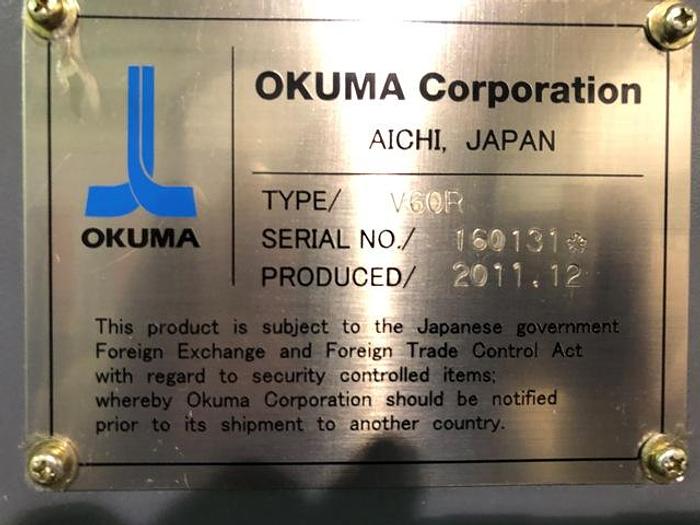 OKUMA Corporation
AICHI, JAPAN
OKUMA
TYPE/ V60R
SERIAL NO./ 160131
PRODUCED/ 2011.12
This product is subject to the Japanese government
Foreign Exchange and Foreign Trade Control Act
with regard to security controlled items;
whereby Okuma Corporation should be notified
prior to its shipment to another country.